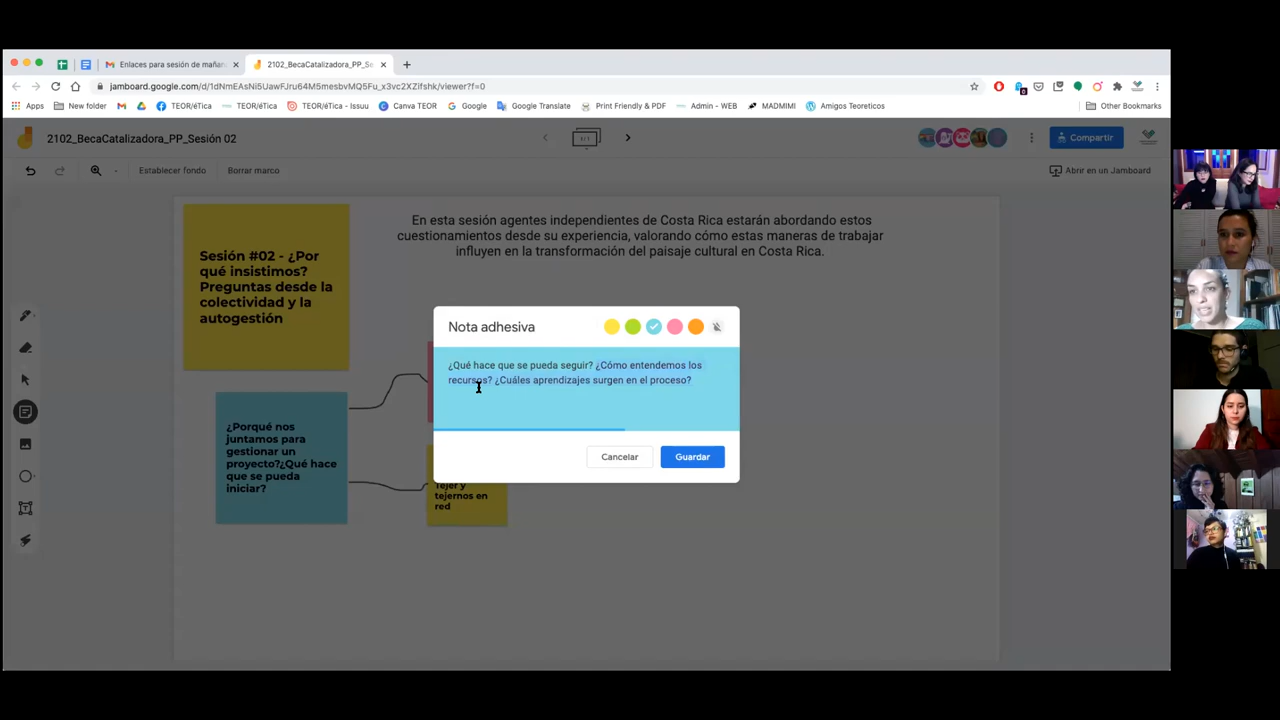 Enlaces para sesión de mañan
2102_BecaCatalizadora_PP_Se
jamboard.google.com/d/1dNmEAsNi5UawFJru64M5mesbvMQ5Fu_x3vc2XZIfshk/viewer?f=0
Apps
New folder
TEOR/éTica
TEOR/éTica
TEOR/éTica - Issuu
Canva TEOR
Google
Google Translate
Print Friendly & PDF
Admin - WEB
MADMIMI
Amigos Teoreticos
Other Bookmarks
2102_BecaCatalizadora_PP_Sesión 02
1/1
Compartir
Establecer fondo
Borrar marco
Abrir en un Jamboard
Sesión #02 - ¿Por
qué insistimos?
Preguntas desde la
colectividad y la
autogestión
En esta sesión agentes independientes de Costa Rica estarán abordando estos
cuestionamientos desde su experiencia, valorando cómo estas maneras de trabajar
influyen en la transformación del paisaje cultural en Costa Rica.
Nota adhesiva
¿Qué hace que se pueda seguir? ¿Cómo entendemos los
recursos? ¿Cuáles aprendizajes surgen en el proceso?
Cancelar
Guardar
¿Porqué nos
juntamos para
gestionar un
proyecto?¿Qué hace
que se pueda
iniciar?
Tejer y
tejernos en
red